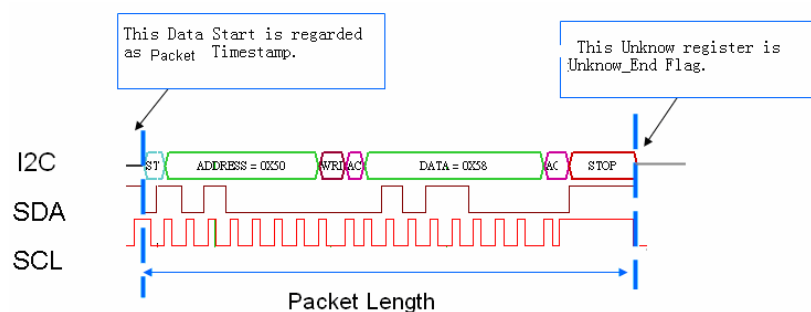 This Data Start is regarded
as Packet Timestamp.
This Unknow register is
Unknow_End Flag.
I2C
ST
ADDRESS = 0X50
WRI
AC
DATA = 0X58
AC
STOP
SDA
SCL
Packet Length